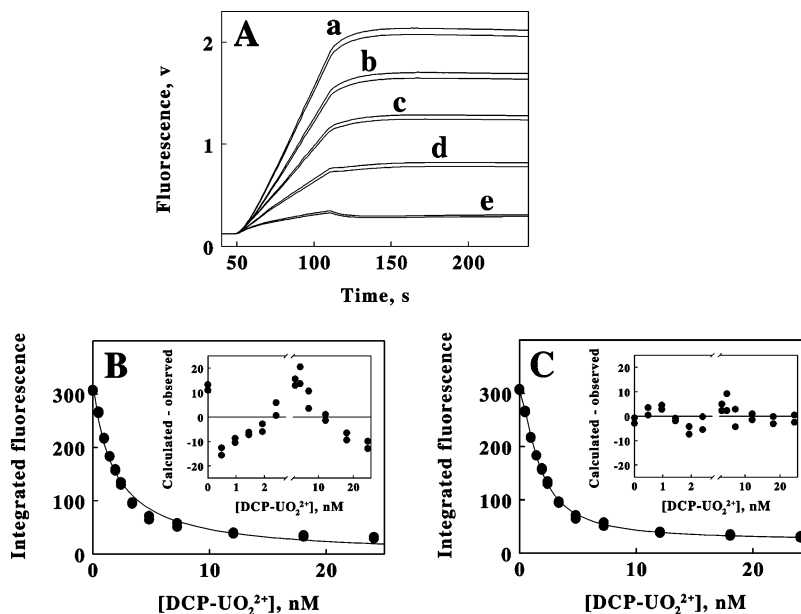 A
a
b
c
d
e
Fluorescence, v
2
1
0
50
100
150
200
Time, s
B
Integrated fluorescence
300
200
100
0
0
10
20
[DCP-UO₂²⁺], nM
Calculated - observed
20
10
0
-10
-20
0
1
2
10
20
[DCP-UO₂²⁺], nM
C
Integrated fluorescence
300
200
100
0
0
10
20
[DCP-UO₂²⁺], nM
Calculated - observed
20
10
0
-10
-20
0
1
2
10
20
[DCP-UO₂²⁺], nM